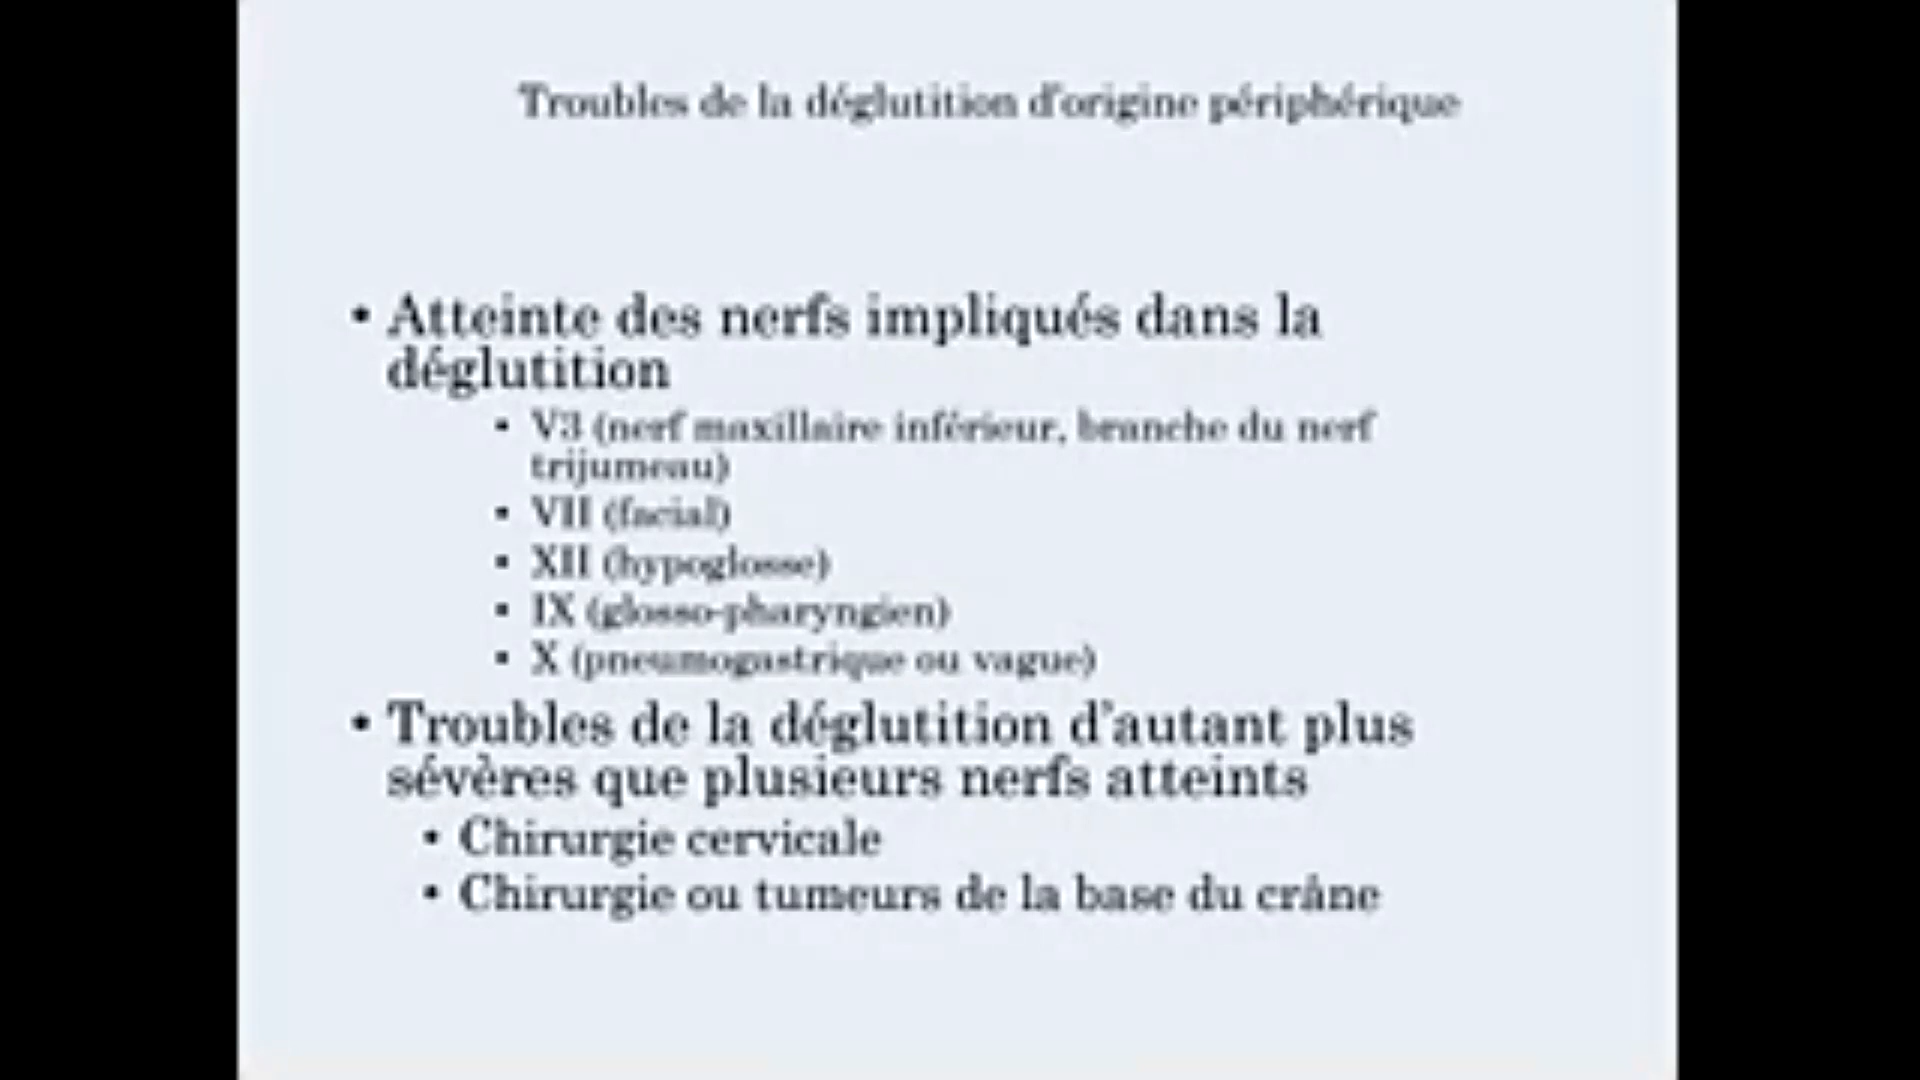 Troubles de la déglutition d'origine périphérique
• Atteinte des nerfs impliqués dans la
déglutition
• V3 (nerf maxillaire inférieur, branche du nerf
trijumeau)
• VII (facial)
• XII (hypoglosse)
• IX (glosso-pharyngien)
• X (pneumogastrique ou vague)
• Troubles de la déglutition d'autant plus
sévères que plusieurs nerfs atteints
• Chirurgie cervicale
• Chirurgie ou tumeurs de la base du crâne